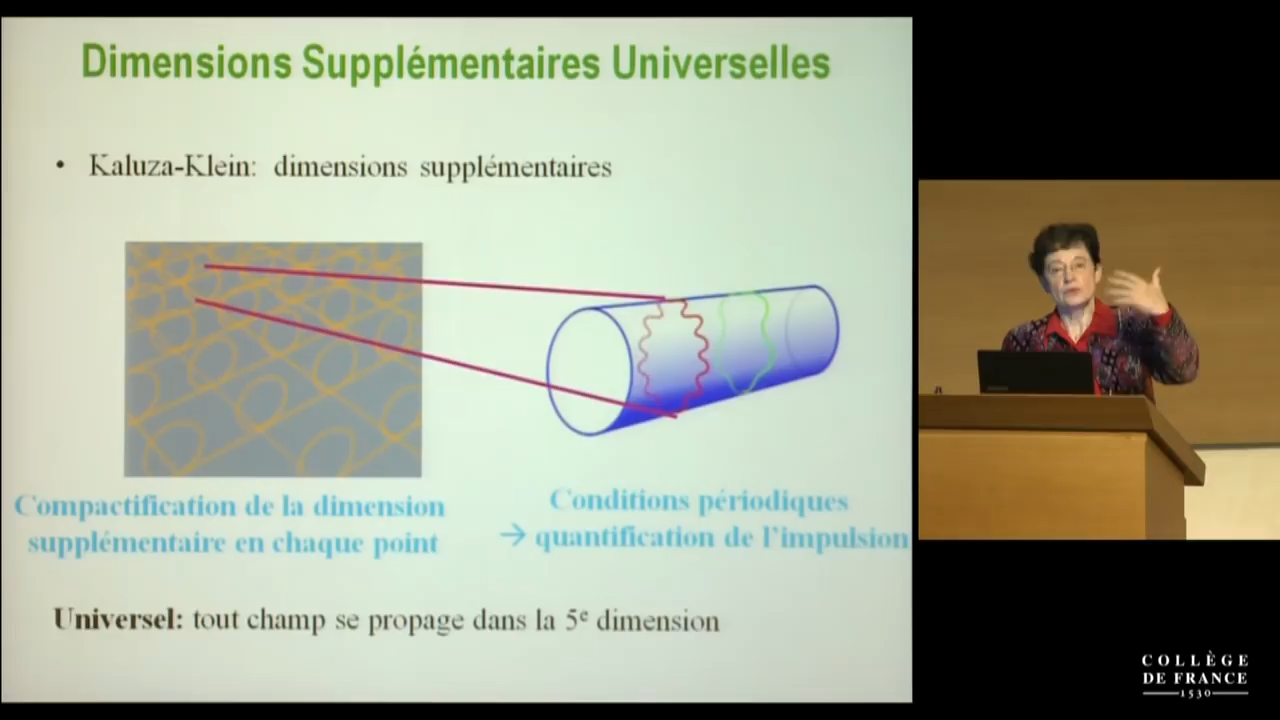 Dimensions Supplémentaires Universelles
• Kaluza-Klein: dimensions supplémentaires
Compactification de la dimension
supplémentaire en chaque point
Conditions périodiques
→ quantification de l'impulsion
Universel: tout champ se propage dans la 5e dimension
COLLÈGE
DE FRANCE
1530